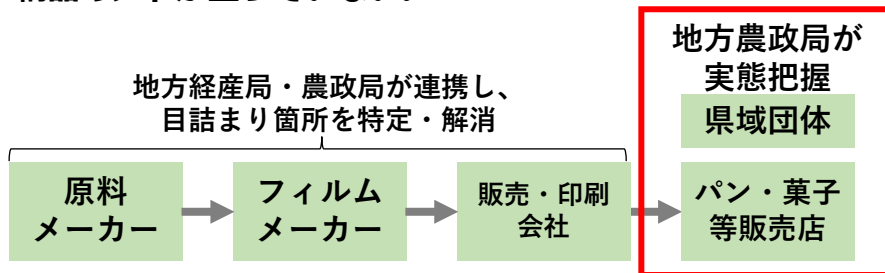 地方経産局・農政局が連携し、
目詰まり箇所を特定・解消
原料
メーカー
フィルム
メーカー
販売・印刷
会社
地方農政局が
実態把握
県域団体
パン・菓子
等販売店